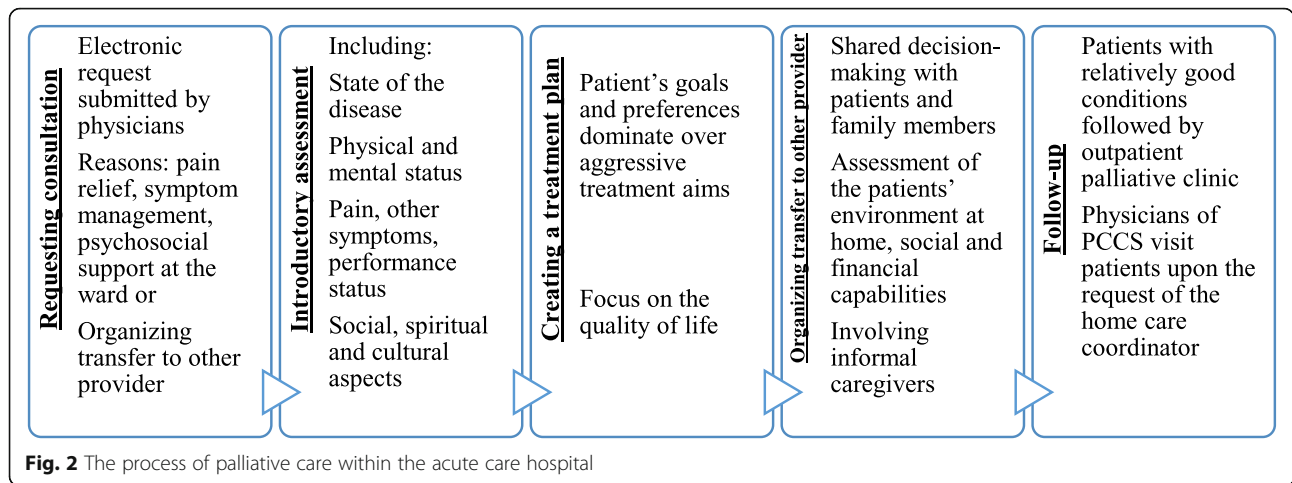 Requesting consultation
Electronic
request
submitted by
physicians
Reasons: pain
relief, symptom
management,
psychosocial
support at the
ward or
Organizing
transfer to other
provider
Introductory assessment
Including:
State of the
disease
Physical and
mental status
Pain, other
symptoms,
performance
status
Social, spiritual
and cultural
aspects
Creating a treatment plan
Patient's goals
and preferences
dominate over
aggressive
treatment aims
Focus on the
quality of life
Organizing transfer to other provider
Shared decision-
making with
patients and
family members
Assessment of
the patients'
environment at
home, social and
financial
capabilities
Involving
informal
caregivers
Follow-up
Patients with
relatively good
conditions
followed by
outpatient
palliative clinic
Physicians of
PCCS visit
patients upon the
request of the
home care
coordinator
Fig. 2 The process of palliative care within the acute care hospital